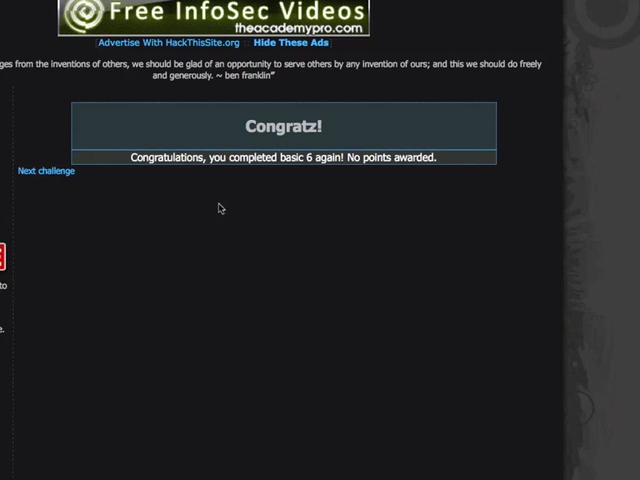 Free InfoSec Videos
theacademypro.com
[Advertise With HackThisSite.org :: Hide These Ads]
ges from the inventions of others, we should be glad of an opportunity to serve others by any invention of ours; and this we should do freely
and generously. ~ ben franklin"
Congratz!
Congratulations, you completed basic 6 again! No points awarded.
Next challenge
to
e.